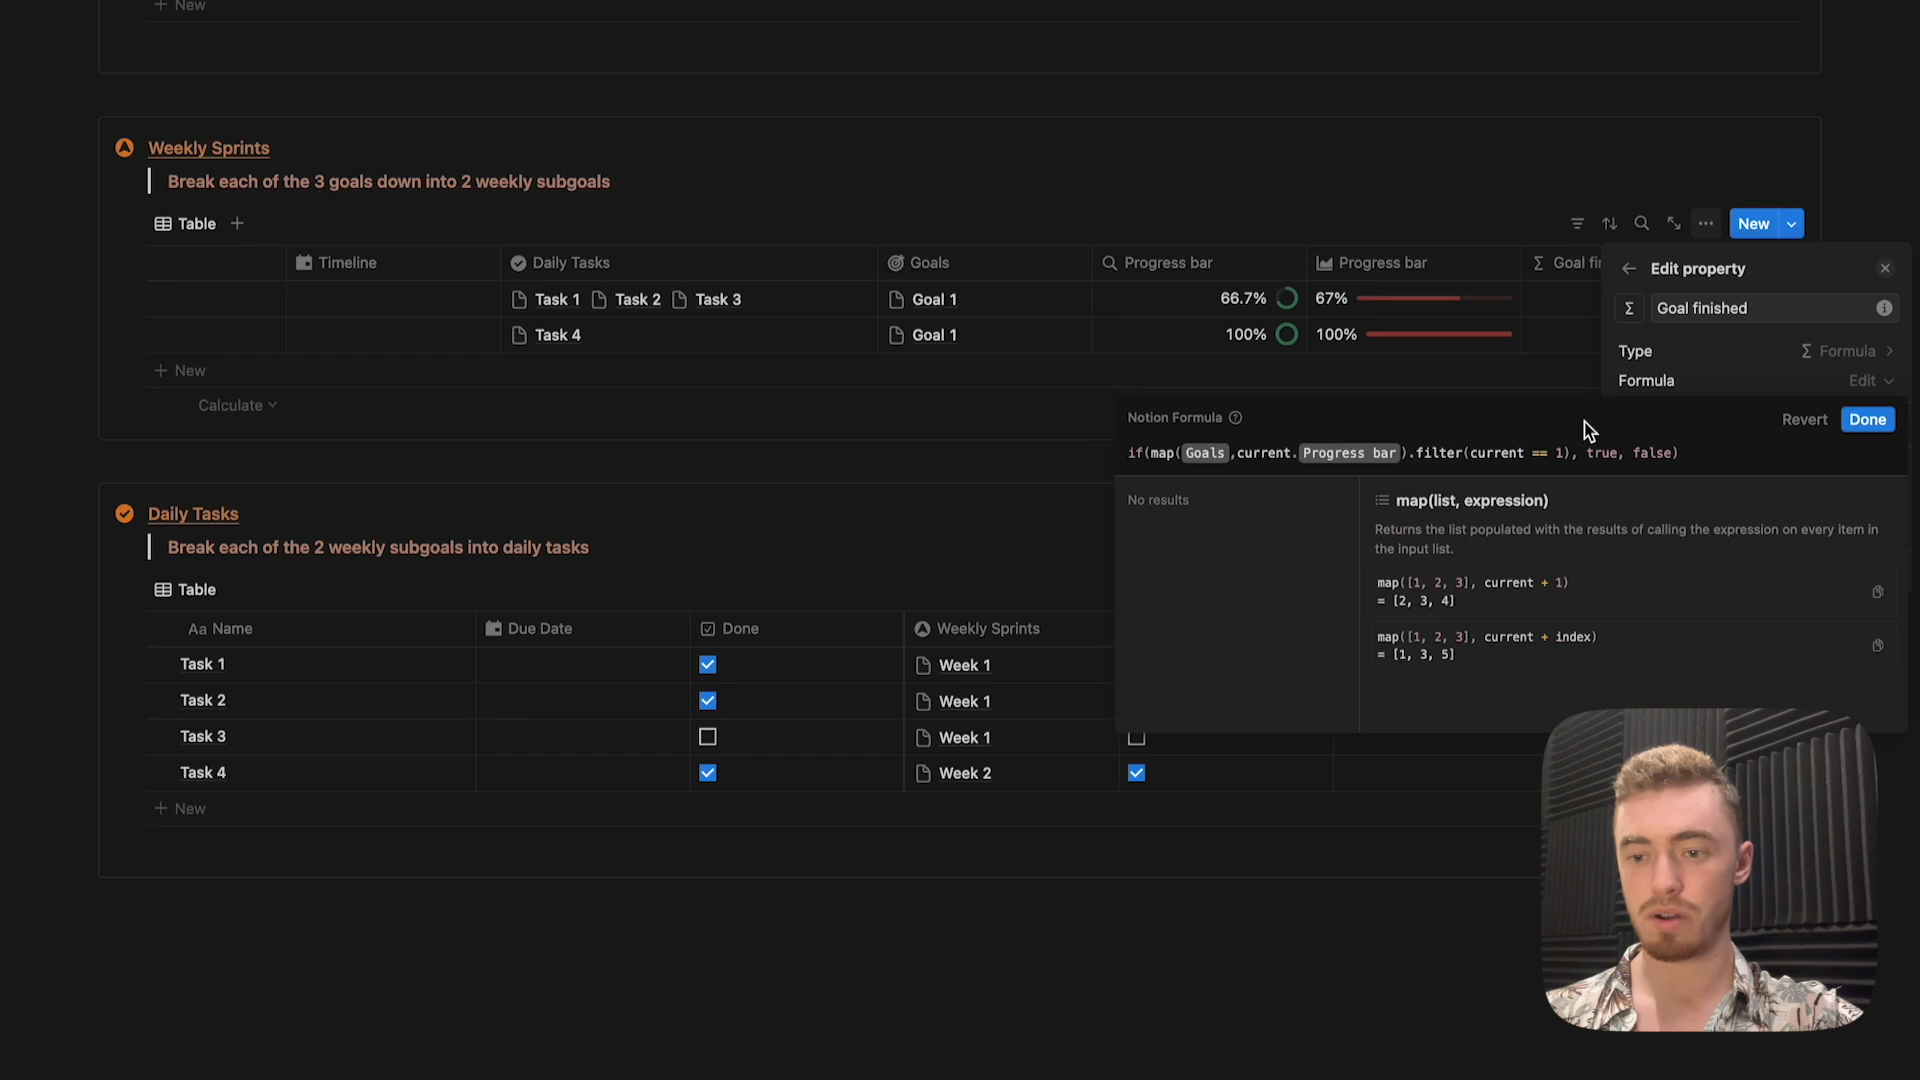 + New
Weekly Sprints
Break each of the 3 goals down into 2 weekly subgoals
Table +
New
Timeline Daily Tasks Goals Progress bar Progress bar Σ Goal fi
Task 1 Task 2 Task 3 Goal 1 66.7% 67%
Task 4 Goal 1 100% 100%
+ New
Calculate
Edit property
Σ Goal finished
Type Σ Formula
Formula Edit
Notion Formula Revert Done
if(map(Goals,current.Progress bar).filter(current == 1), true, false)
No results
map(list, expression)
Returns the list populated with the results of calling the expression on every item in
the input list.
map([1, 2, 3], current + 1)
= [2, 3, 4]
map([1, 2, 3], current + index)
= [1, 3, 5]
Daily Tasks
Break each of the 2 weekly subgoals into daily tasks
Table
Aa Name Due Date Done Weekly Sprints
Task 1 Week 1
Task 2 Week 1
Task 3 Week 1
Task 4 Week 2
+ New